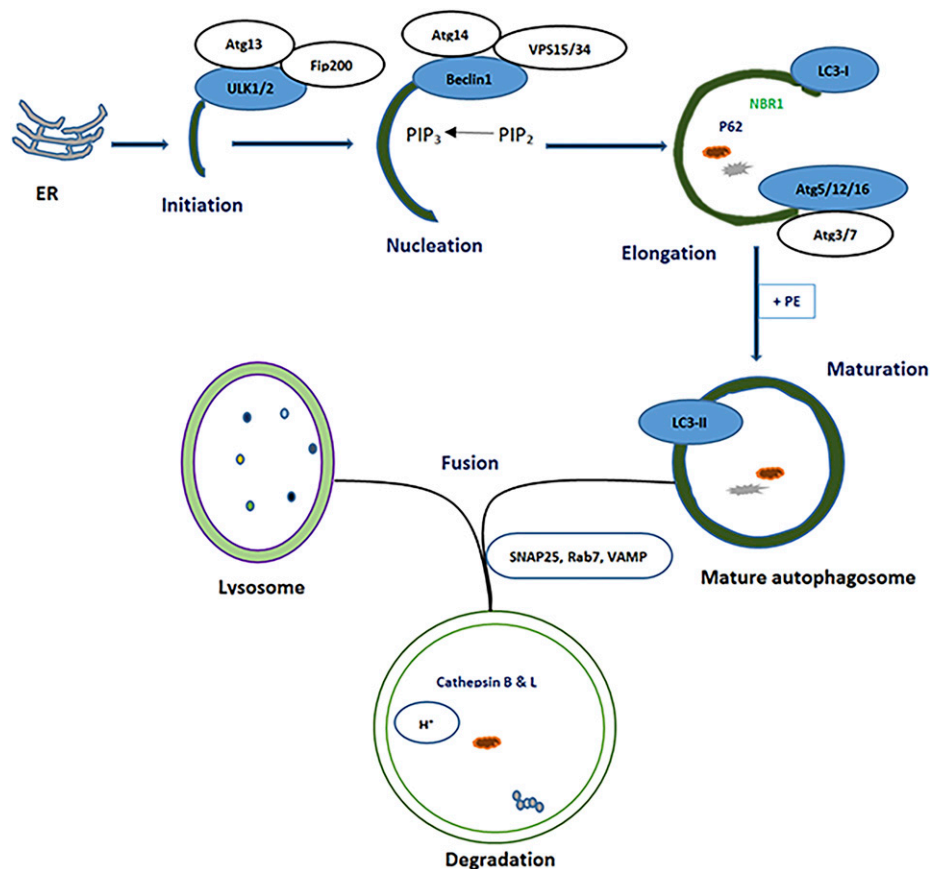 Atg13
Fip200
ULK1/2
Atg14
VPS15/34
Beclin1
LC3-I
NBR1
P62
PIP₃
PIP₂
ER
Initiation
Nucleation
Atg5/12/16
Atg3/7
Elongation
+ PE
Maturation
LC3-II
Fusion
SNAP25, Rab7, VAMP
Lysosome
Mature autophagosome
Cathepsin B & L
H⁺
Degradation